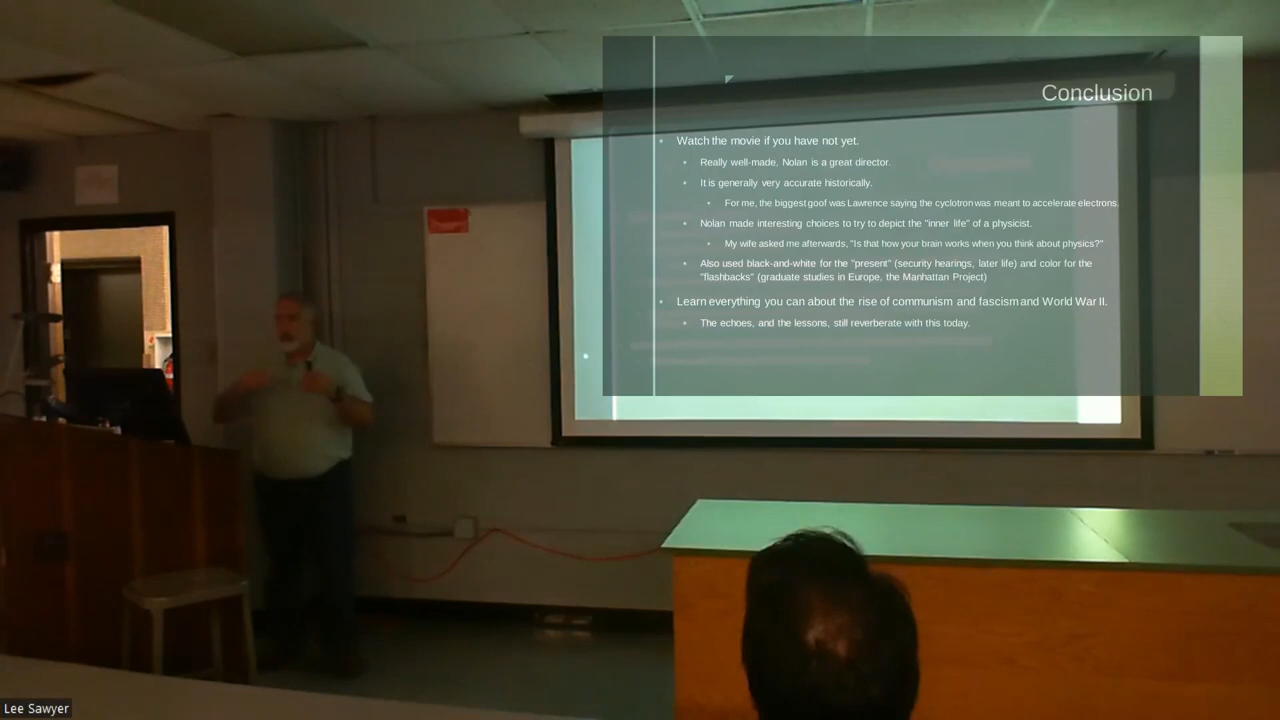 Conclusion
Watch the movie if you have not yet.
Really well-made, Nolan is a great director.
It is generally very accurate historically.
For me, the biggest goof was Lawrence saying the cyclotron was meant to accelerate electrons.
Nolan made interesting choices to try to depict the "inner life" of a physicist.
My wife asked me afterwards, "Is that how your brain works when you think about physics?"
Also used black-and-white for the "present" (security hearings, later life) and color for the
"flashbacks" (graduate studies in Europe, the Manhattan Project)
Learn everything you can about the rise of communism and fascism and World War II.
The echoes, and the lessons, still reverberate with this today.
Lee Sawyer